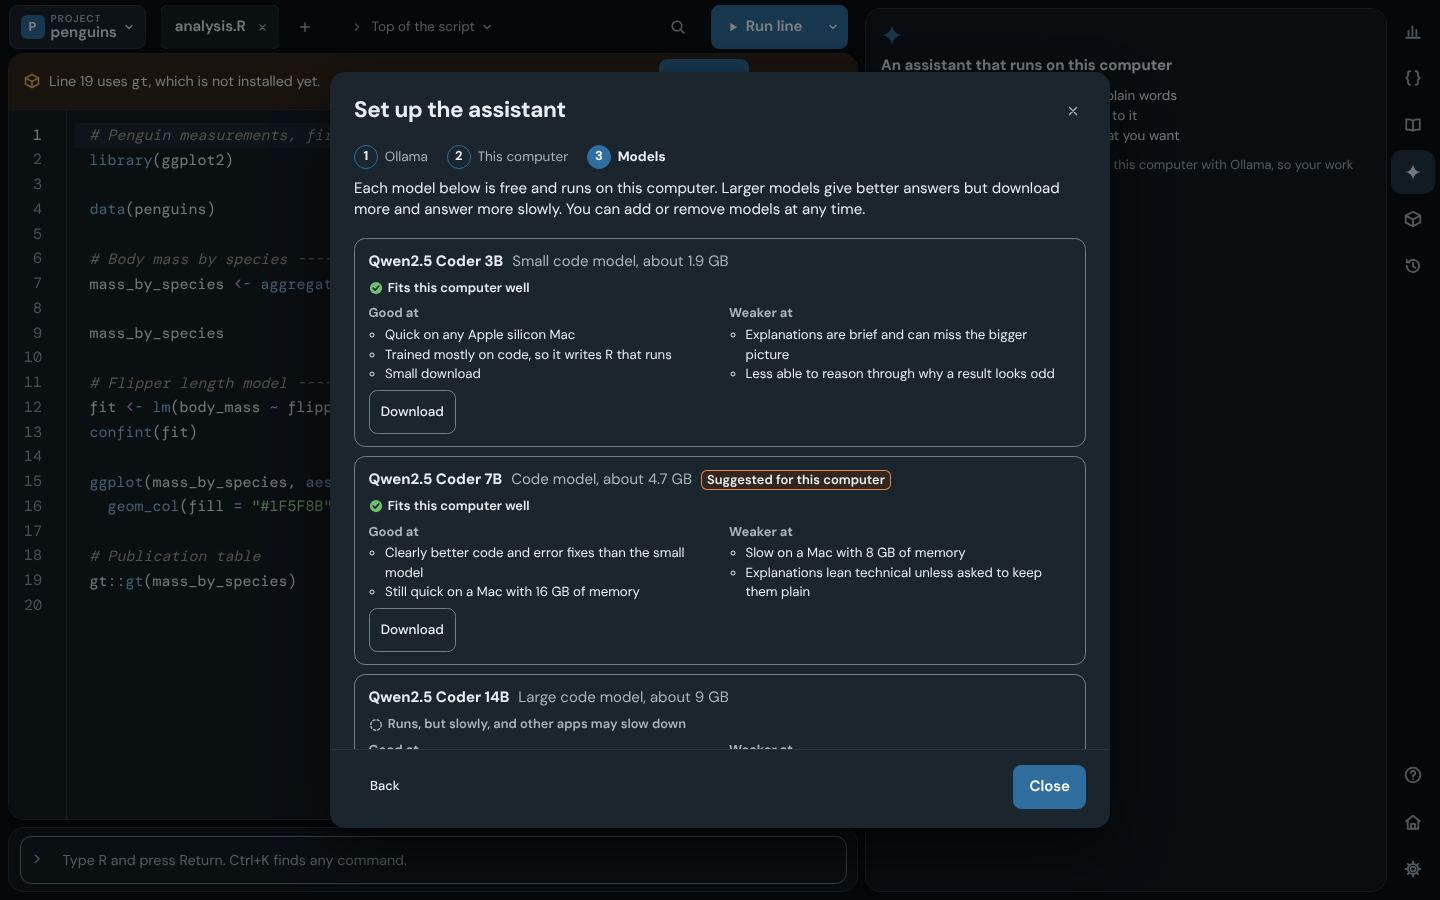 PROJECT
P penguins
analysis.R
Top of the script
Run line
Line 19 uses gt, which is not installed yet.
1 # Penguin measurements, fir
2 library(ggplot2)
3
4 data(penguins)
5
6 # Body mass by species ----
7 mass_by_species <- aggregat
8
9 mass_by_species
10
11 # Flipper length model ----
12 fit <- lm(body_mass ~ flipp
13 confint(fit)
14
15 ggplot(mass_by_species, aes
16 geom_col(fill = "#1F5F8B"
17
18 # Publication table
19 gt::gt(mass_by_species)
20
Type R and press Return. Ctrl+K finds any command.
An assistant that runs on this computer
plain words
to it
at you want
this computer with Ollama, so your work
Set up the assistant
1 Ollama 2 This computer 3 Models
Each model below is free and runs on this computer. Larger models give better answers but download
more and answer more slowly. You can add or remove models at any time.
Qwen2.5 Coder 3B Small code model, about 1.9 GB
Fits this computer well
Good at
Quick on any Apple silicon Mac
Trained mostly on code, so it writes R that runs
Small download
Weaker at
Explanations are brief and can miss the bigger
picture
Less able to reason through why a result looks odd
Download
Qwen2.5 Coder 7B Code model, about 4.7 GB Suggested for this computer
Fits this computer well
Good at
Clearly better code and error fixes than the small
model
Still quick on a Mac with 16 GB of memory
Weaker at
Slow on a Mac with 8 GB of memory
Explanations lean technical unless asked to keep
them plain
Download
Qwen2.5 Coder 14B Large code model, about 9 GB
Runs, but slowly, and other apps may slow down
Good at
Weaker at
Back
Close